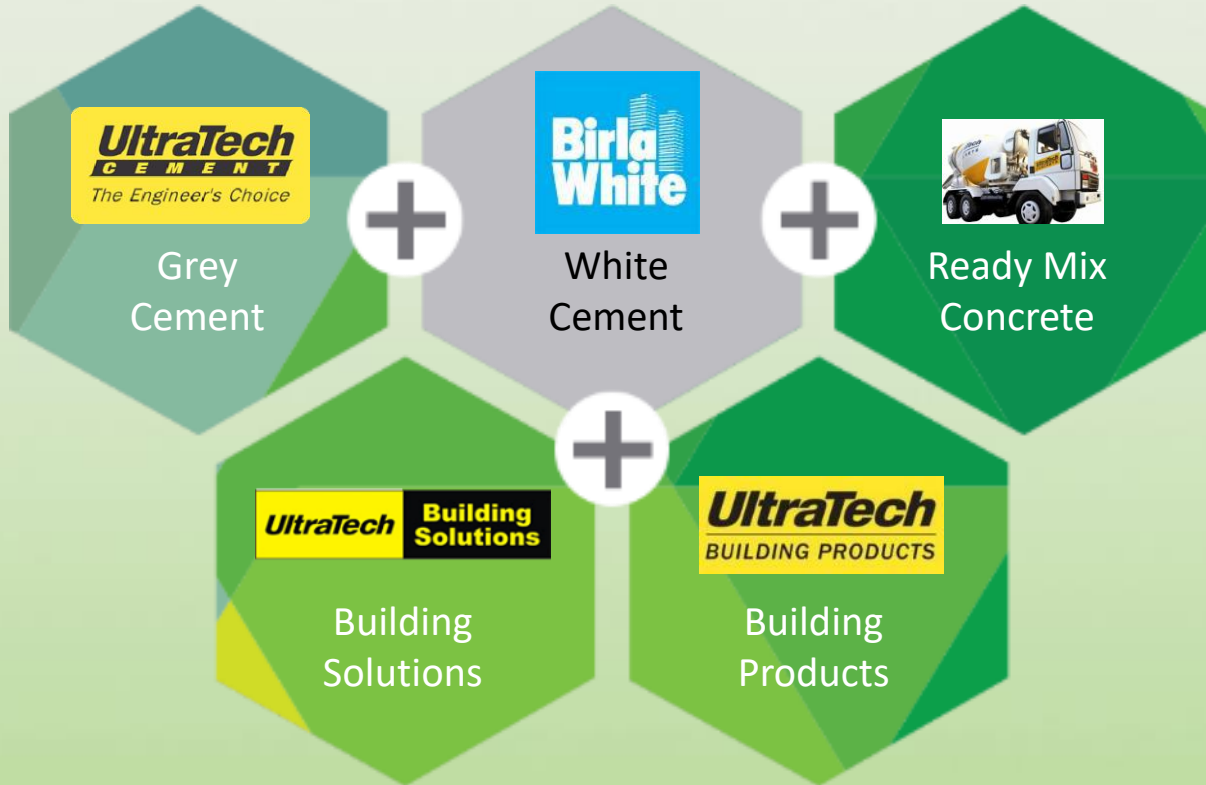 UltraTech
CEMENT
The Engineer's Choice
Grey
Cement
Birla
White
White
Cement
UltraTech
Ready Mix
Concrete
UltraTech
Building
Solutions
Building
Solutions
UltraTech
BUILDING PRODUCTS
Building
Products